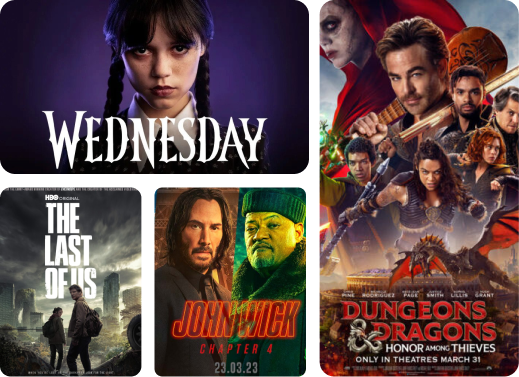 WEDNESDAY
HBO ORIGINAL
THE
LAST
OF US
JOHN WICK
CHAPTER 4
23.03.23
PINE RODRIGUEZ PAGE SMITH LILLIS GRANT
DUNGEONS
& DRAGONS
HONOR AMONG THIEVES
ONLY IN THEATRES MARCH 31